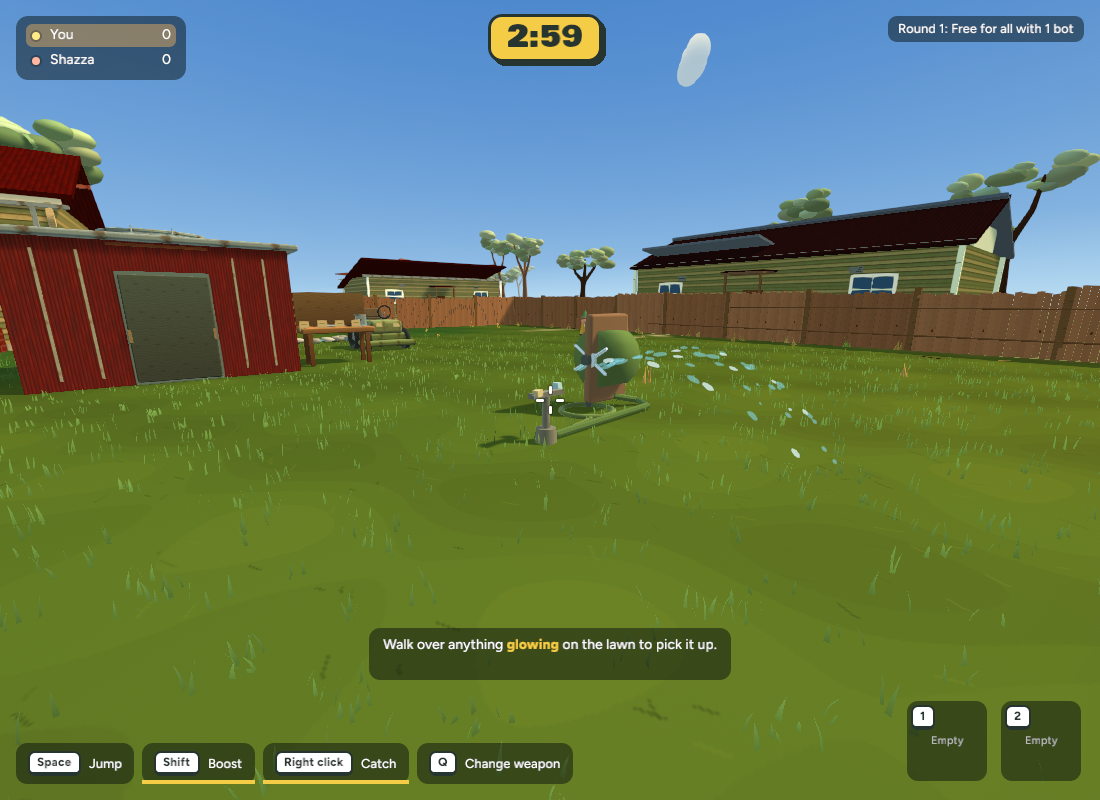 You 0
Shazza 0
2:59
Round 1: Free for all with 1 bot
Walk over anything glowing on the lawn to pick it up.
1
Empty
2
Empty
Space Jump
Shift Boost
Right click Catch
Q Change weapon